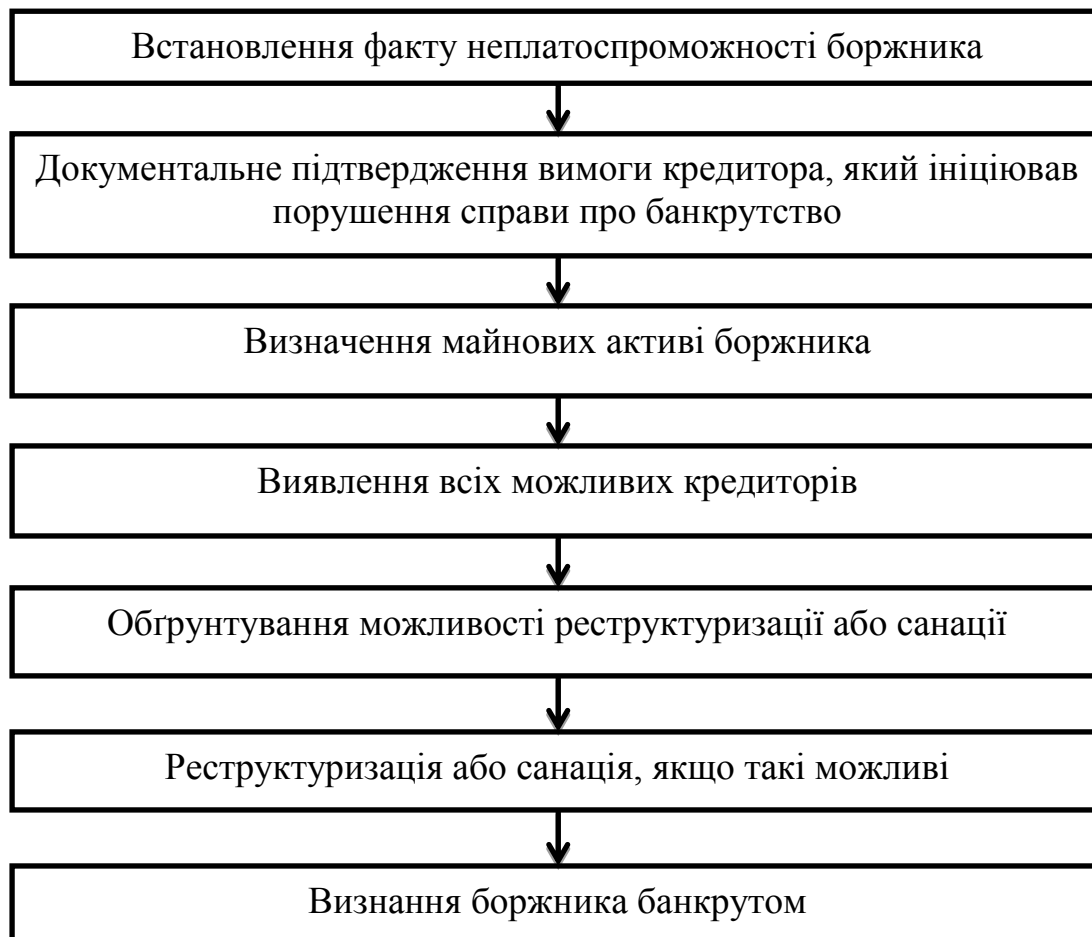 Встановлення факту неплатоспроможності боржника
Документальне підтвердження вимоги кредитора, який ініціював
порушення справи про банкрутство
Визначення майнових активі боржника
Виявлення всіх можливих кредиторів
Обґрунтування можливості реструктуризації або санації
Реструктуризація або санація, якщо такі можливі
Визнання боржника банкрутом